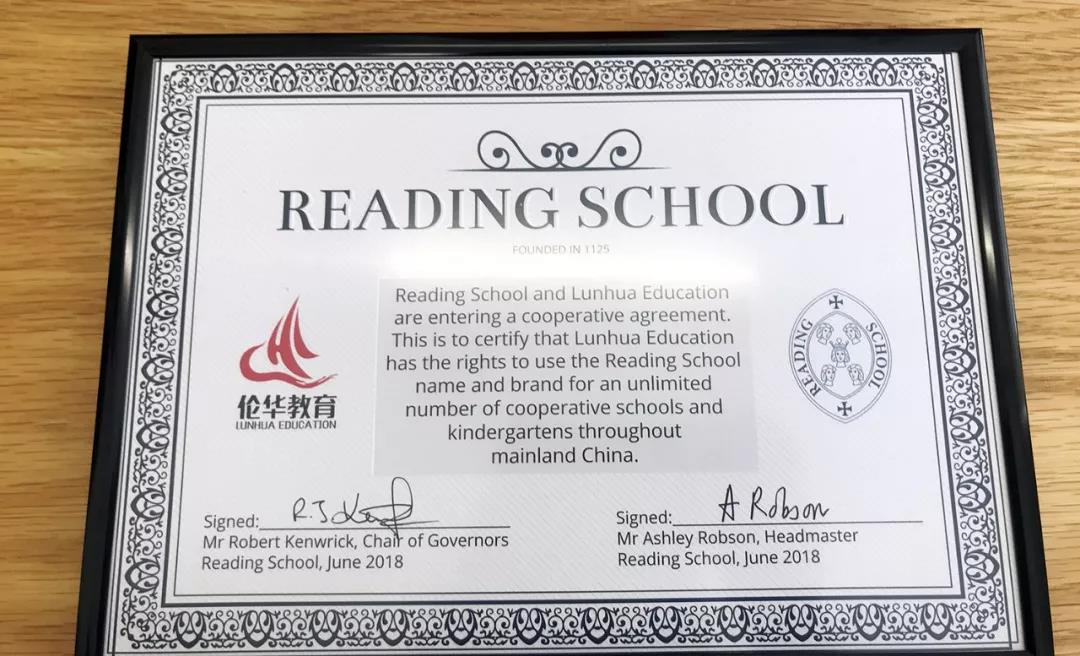 READING SCHOOL
FOUNDED IN 1125
Reading School and Lunhua Education
are entering a cooperative agreement.
This is to certify that Lunhua Education
has the rights to use the Reading School
name and brand for an unlimited
number of cooperative schools and
kindergartens throughout
mainland China.
伦华教育
LUNHUA EDUCATION
READING SCHOOL
Signed:
Mr Robert Kenwrick, Chair of Governors
Reading School, June 2018
Signed: A Robson
Mr Ashley Robson, Headmaster
Reading School, June 2018